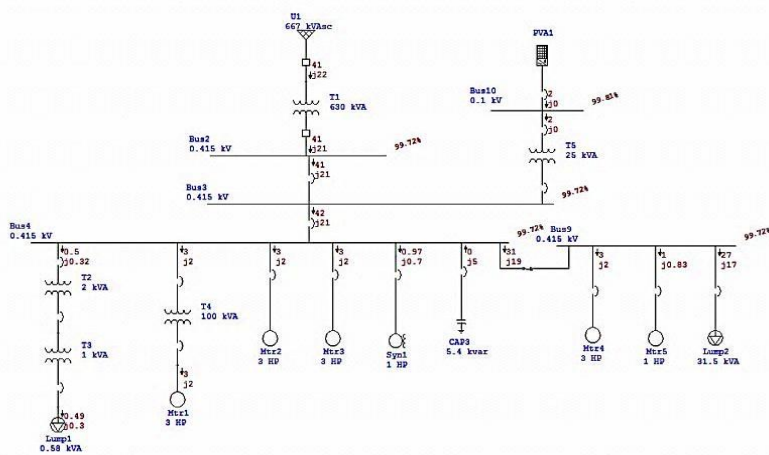 U1
667 kVAsc
PVA1
41
j22
T1
630 kVA
Bus10
0.1 kV
2
j0
99.81%
2
j0
41
j21
Bus2
0.415 kV
99.72%
T5
25 kVA
41
j21
Bus3
0.415 kV
99.72%
42
j21
Bus4
0.415 kV
99.72%
Bus9
0.415 kV
99.72%
0.5
j0.32
3
j2
3
j2
3
j2
0.97
j0.7
0
j5
31
j19
3
j2
1
j0.83
27
j17
T2
2 kVA
T4
100 kVA
T3
1 kVA
Mtr2
3 HP
Mtr3
3 HP
Syn1
1 HP
CAP3
5.4 kvar
Mtr4
3 HP
Mtr5
1 HP
Lump2
31.5 kVA
3
j2
Mtr1
3 HP
0.49
j0.3
Lump1
0.58 kVA